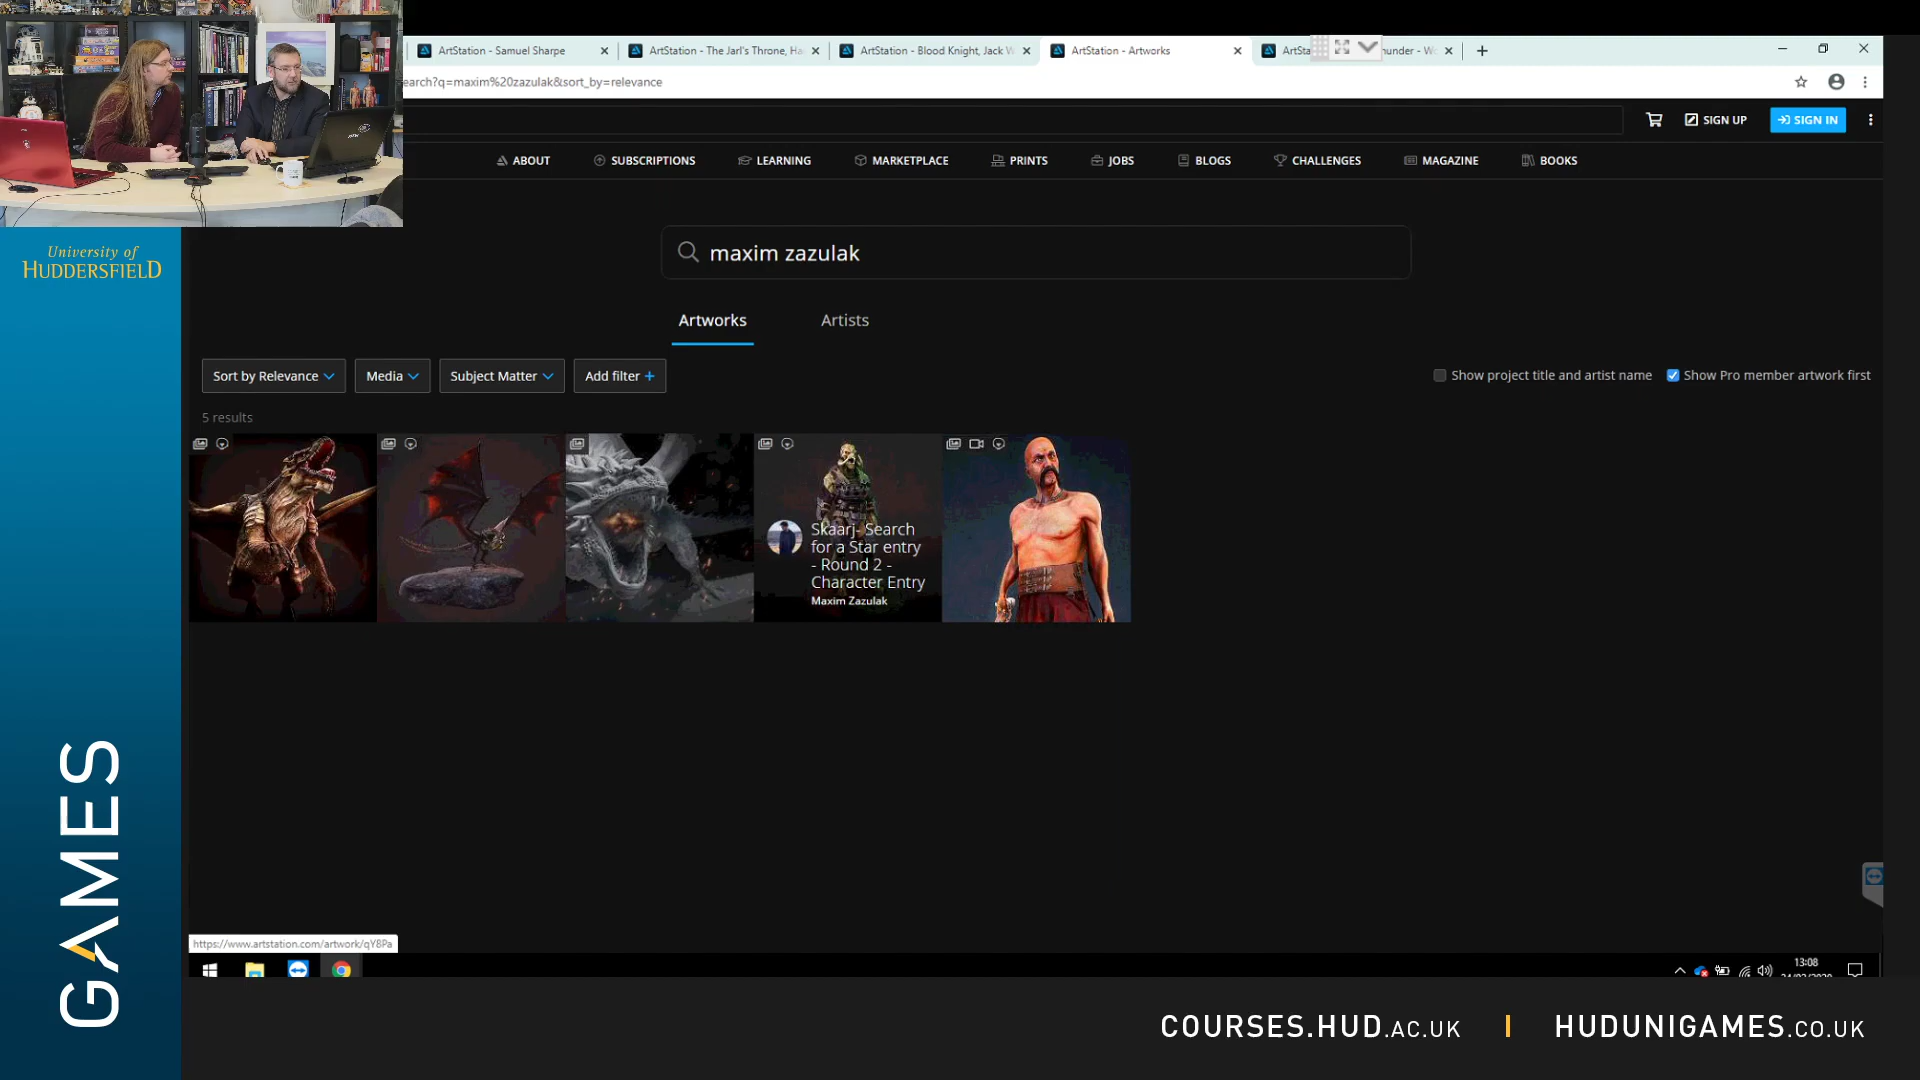 ArtStation - Samuel Sharpe
ArtStation - The Jarl's Throne, Ha
ArtStation - Blood Knight, Jack W
ArtStation - Artworks
ArtSta
hunder - W
earch?q=maxim%20zazulak&sort_by=relevance
SIGN UP
SIGN IN
ABOUT
SUBSCRIPTIONS
LEARNING
MARKETPLACE
PRINTS
JOBS
BLOGS
CHALLENGES
MAGAZINE
BOOKS
University of
HUDDERSFIELD
maxim zazulak
Artworks
Artists
Sort by Relevance
Media
Subject Matter
Add filter +
Show project title and artist name
Show Pro member artwork first
5 results
Skaarj- Search
for a Star entry
- Round 2 -
Character Entry
Maxim Zazulak
GAMES
https://www.artstation.com/artwork/qY8Pa
13:08
COURSES.HUD.AC.UK
HUDUNIGAMES.CO.UK